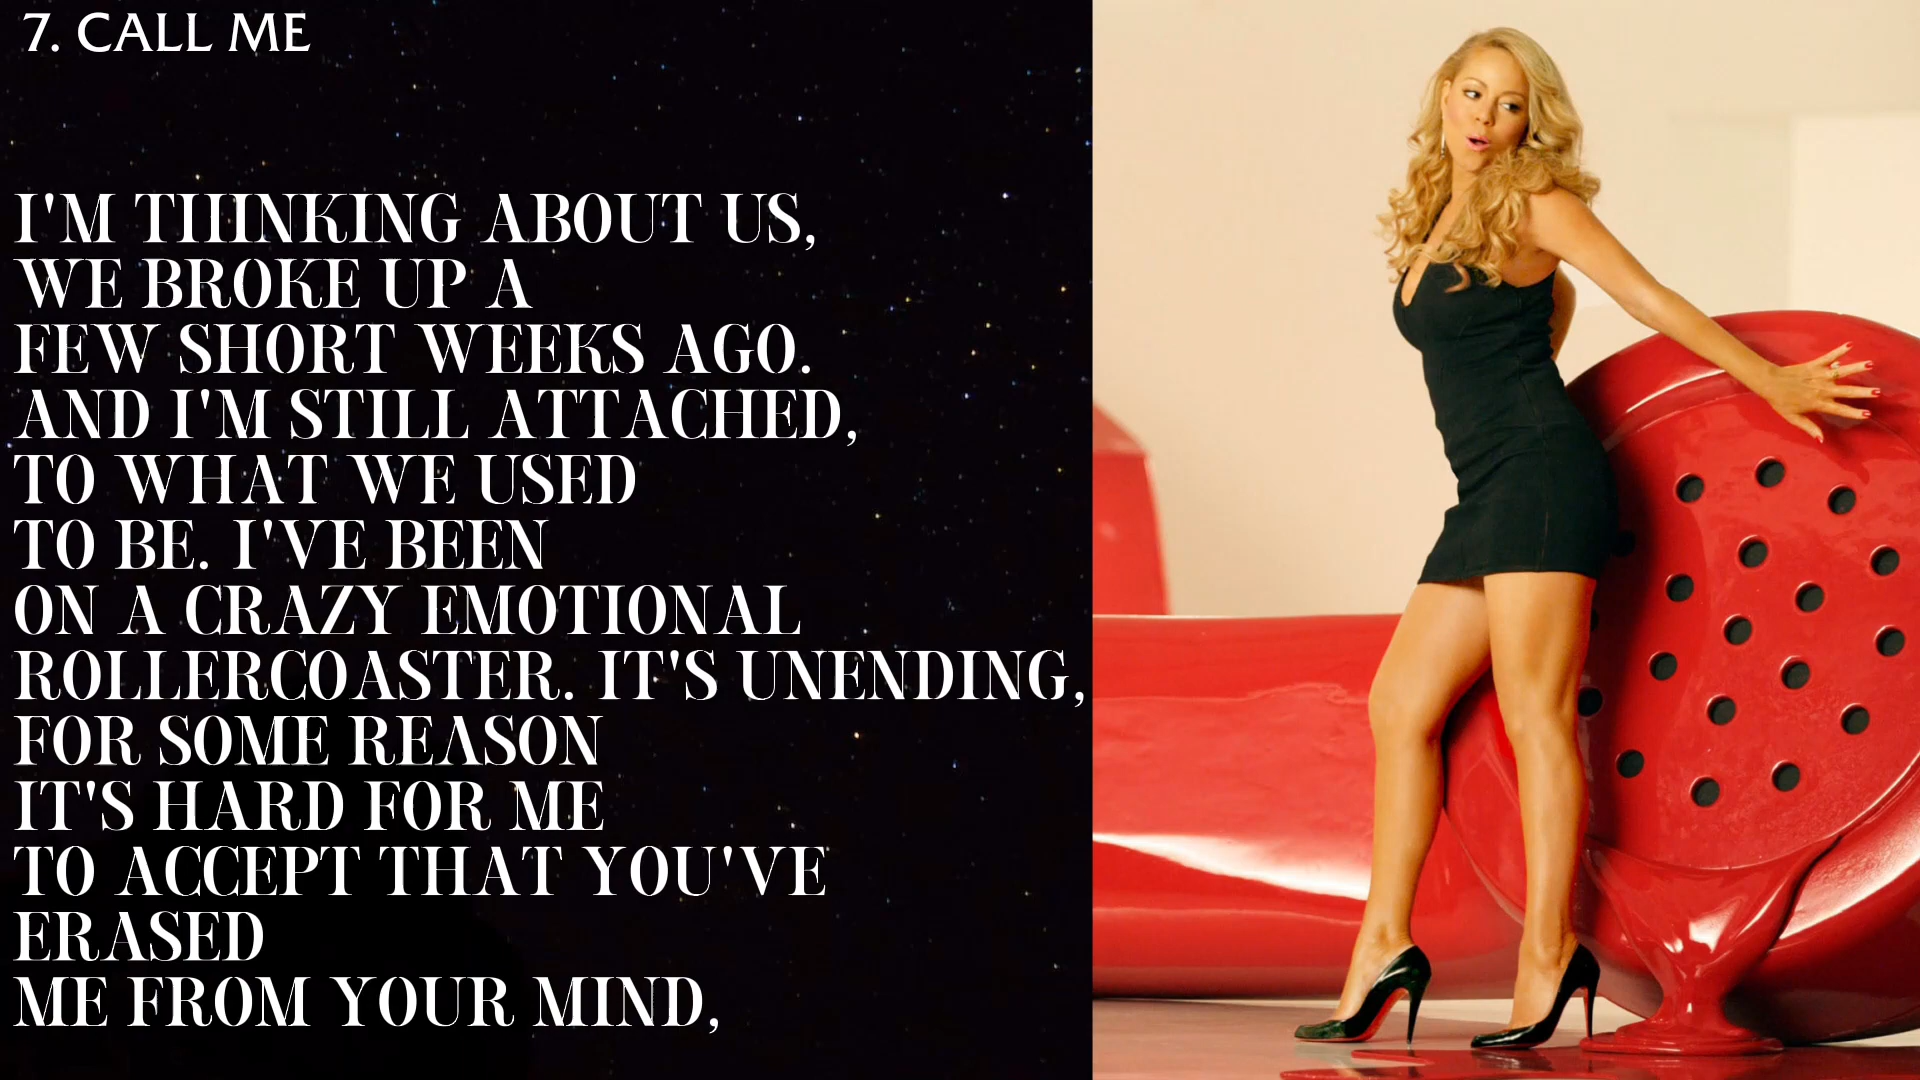 7. CALL ME
I'M THINKING ABOUT US,
WE BROKE UP A
FEW SHORT WEEKS AGO.
AND I'M STILL ATTACHED,
TO WHAT WE USED
TO BE. I'VE BEEN
ON A CRAZY EMOTIONAL
ROLLERCOASTER. IT'S UNENDING,
FOR SOME REASON
IT'S HARD FOR ME
TO ACCEPT THAT YOU'VE
ERASED
ME FROM YOUR MIND,